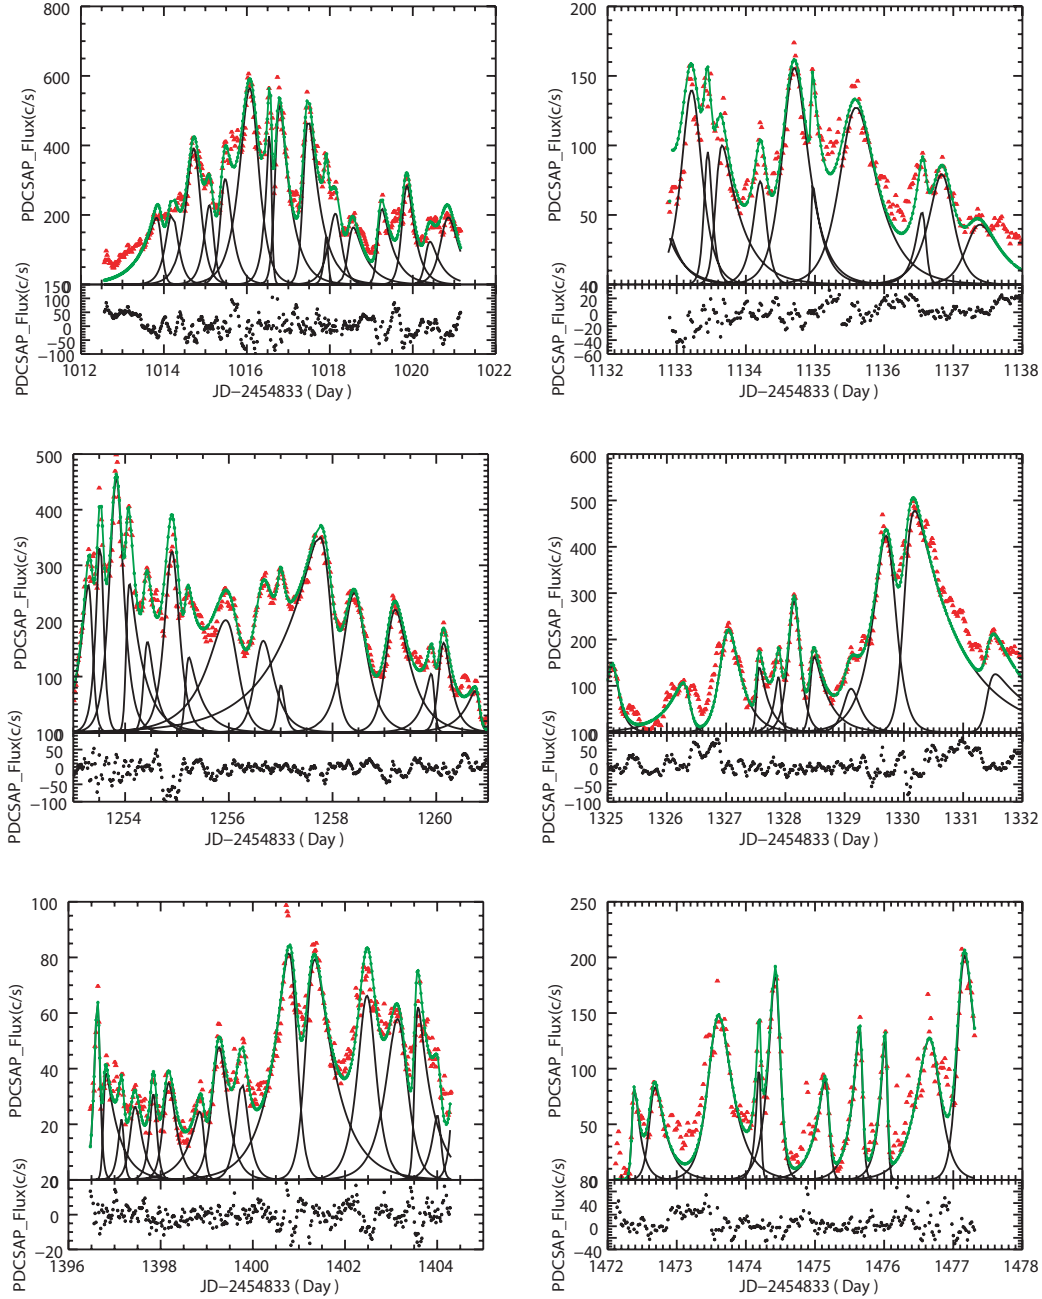 800
600
400
200
0
PDCSAP_Flux(c/s)
150
100
50
0
−50
−100
PDCSAP_Flux(c/s)
1012 1014 1016 1018 1020 1022
JD−2454833 ( Day )
200
150
100
50
0
PDCSAP_Flux(c/s)
40
20
0
−20
−40
−60
PDCSAP_Flux(c/s)
1132 1133 1134 1135 1136 1137 1138
JD−2454833 ( Day )
500
400
300
200
100
0
PDCSAP_Flux(c/s)
100
50
0
−50
−100
PDCSAP_Flux(c/s)
1254 1256 1258 1260
JD−2454833 ( Day )
600
500
400
300
200
100
0
PDCSAP_Flux(c/s)
100
50
0
−50
−100
PDCSAP_Flux(c/s)
1325 1326 1327 1328 1329 1330 1331 1332
JD−2454833 ( Day )
100
80
60
40
20
0
PDCSAP_Flux(c/s)
20
0
−20
PDCSAP_Flux(c/s)
1396 1398 1400 1402 1404
JD−2454833 ( Day )
250
200
150
100
50
0
PDCSAP_Flux(c/s)
80
40
0
−40
PDCSAP_Flux(c/s)
1472 1473 1474 1475 1476 1477 1478
JD−2454833 ( Day )